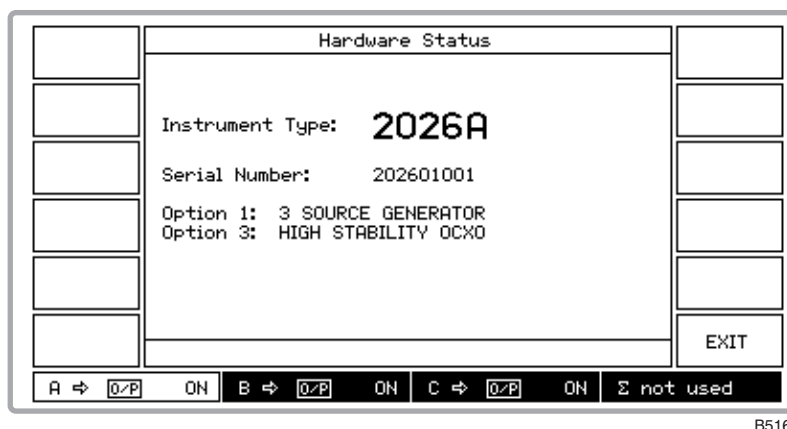 Hardware Status
Instrument Type: 2026A
Serial Number: 202601001
Option 1: 3 SOURCE GENERATOR
Option 3: HIGH STABILITY OCXO
EXIT
A ⇨ O/P ON B ⇨ O/P ON C ⇨ O/P ON Σ not used
B516